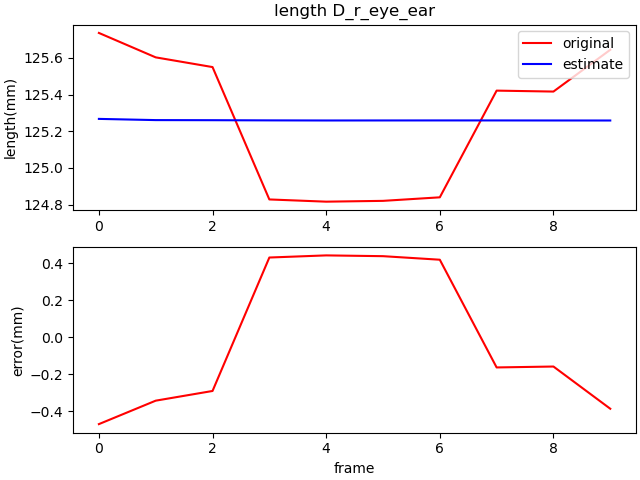 length D_r_eye_ear
length(mm)
125.6
125.4
125.2
125.0
124.8
original
estimate
0 2 4 6 8
error(mm)
0.4
0.2
0.0
−0.2
−0.4
0 2 4 6 8
frame